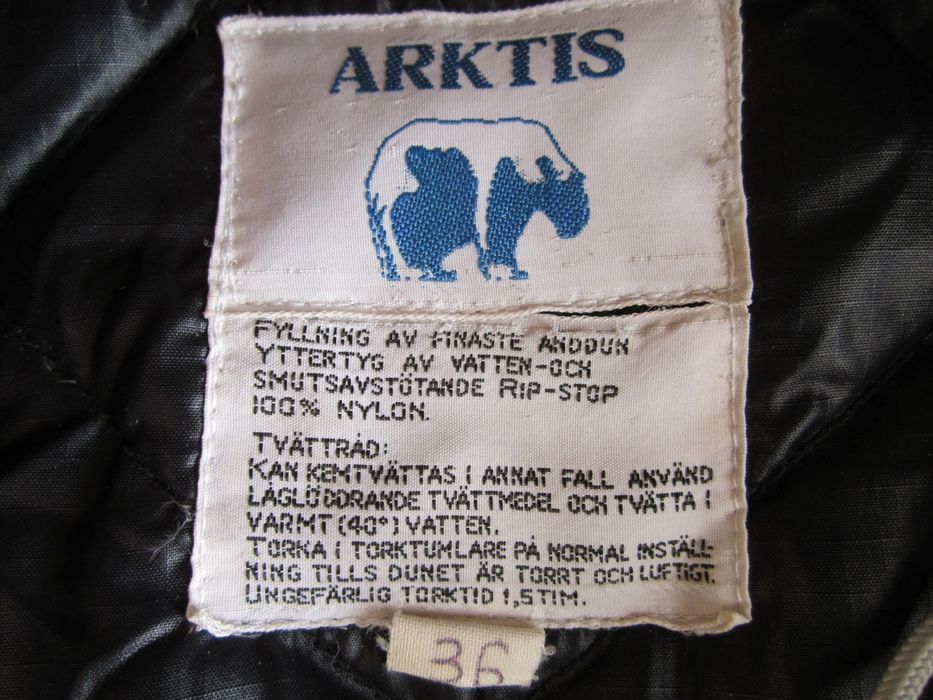 ARKTIS
FYLLNING AV FINASTE ANDDUN
YTTERTYG AV VATTEN-OCH
SMUTSAVSTÖTANDE RIP-STOP
100% NYLON.
TVÄTTRÅD:
KAN KEMTVÄTTAS I ANNAT FALL ANVÄND
LÅGLÖDDRANDE TVÄTTMEDEL OCH TVÄTTA I
VARMT (40°) VATTEN.
TORKA I TORKTUMLARE PÅ NORMAL INSTÄLL-
NING TILLS DUNET ÄR TORRT OCH LUFTIGT.
UNGEFÄRLIG TORKTID 1,5TIM.
36